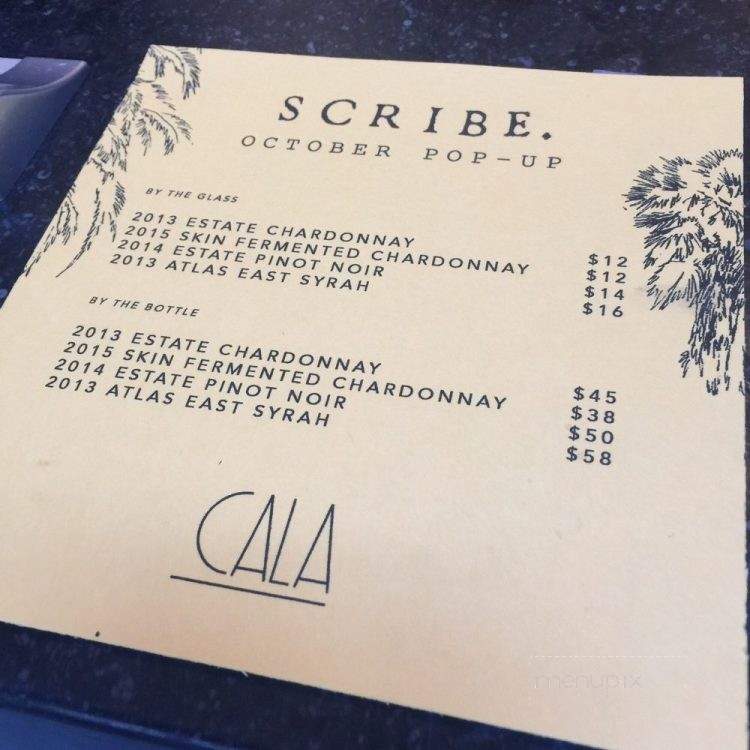 SCRIBE.
OCTOBER POP-UP
BY THE GLASS
2013 ESTATE CHARDONNAY $12
2015 SKIN FERMENTED CHARDONNAY $12
2014 ESTATE PINOT NOIR $14
2013 ATLAS EAST SYRAH $16
BY THE BOTTLE
2013 ESTATE CHARDONNAY $45
2015 SKIN FERMENTED CHARDONNAY $38
2014 ESTATE PINOT NOIR $50
2013 ATLAS EAST SYRAH $58
CALA
menupix